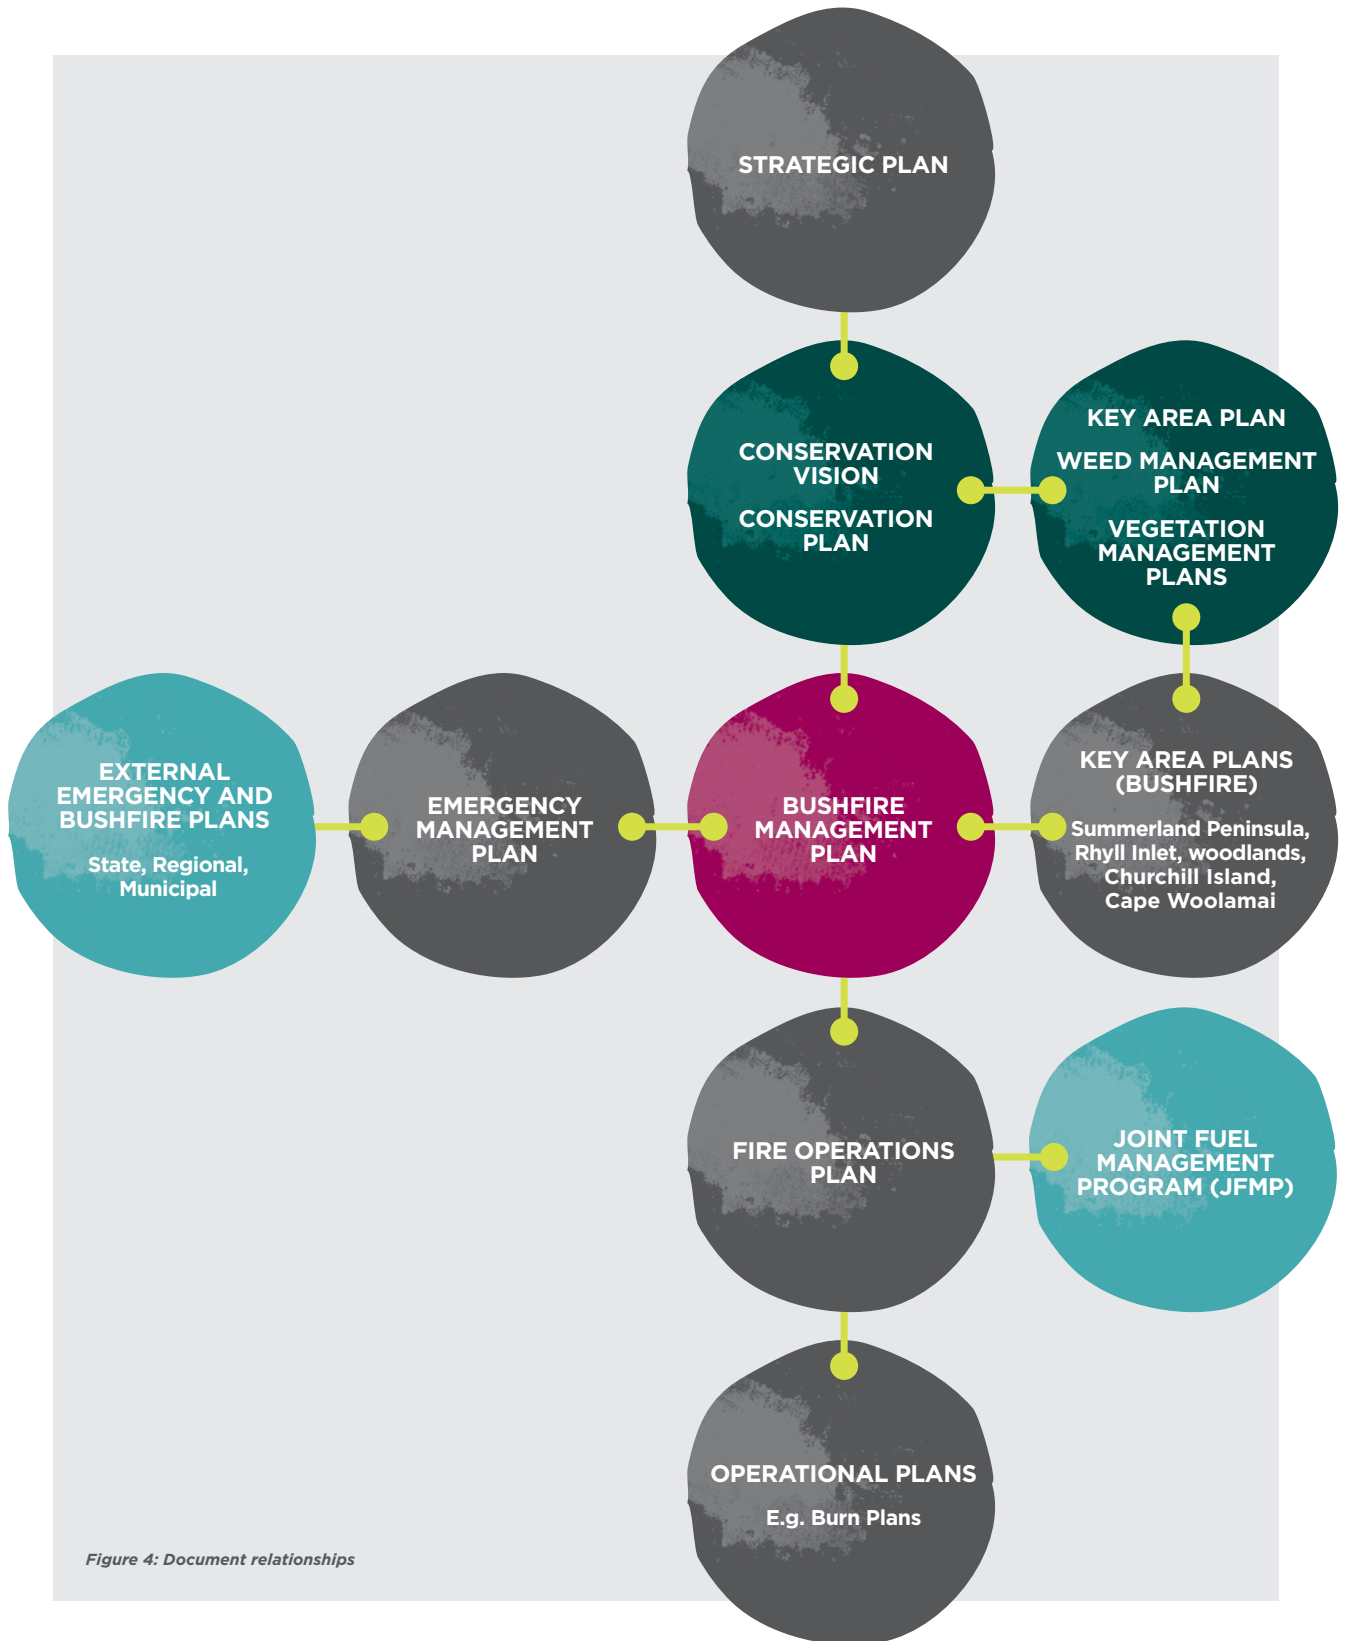 STRATEGIC PLAN
CONSERVATION
VISION
CONSERVATION
PLAN
KEY AREA PLAN
WEED MANAGEMENT
PLAN
VEGETATION
MANAGEMENT
PLANS
EXTERNAL
EMERGENCY AND
BUSHFIRE PLANS
State, Regional,
Municipal
EMERGENCY
MANAGEMENT
PLAN
BUSHFIRE
MANAGEMENT
PLAN
KEY AREA PLANS
(BUSHFIRE)
Summerland Peninsula,
Rhyll Inlet, woodlands,
Churchill Island,
Cape Woolamai
FIRE OPERATIONS
PLAN
JOINT FUEL
MANAGEMENT
PROGRAM (JFMP)
OPERATIONAL PLANS
E.g. Burn Plans
Figure 4: Document relationships